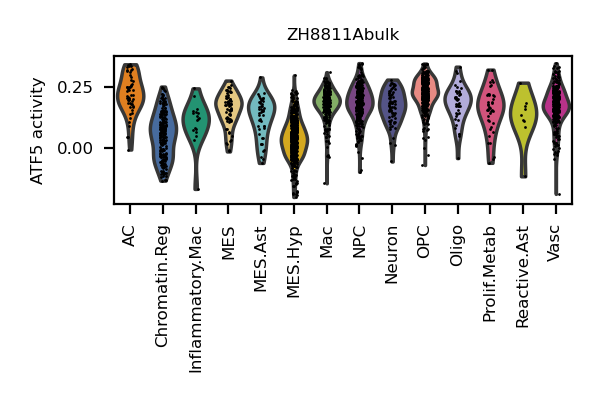 ZH8811Abulk
ATF5 activity
0.25
0.00
AC
Chromatin.Reg
Inflammatory.Mac
MES
MES.Ast
MES.Hyp
Mac
NPC
Neuron
OPC
Oligo
Prolif.Metab
Reactive.Ast
Vasc